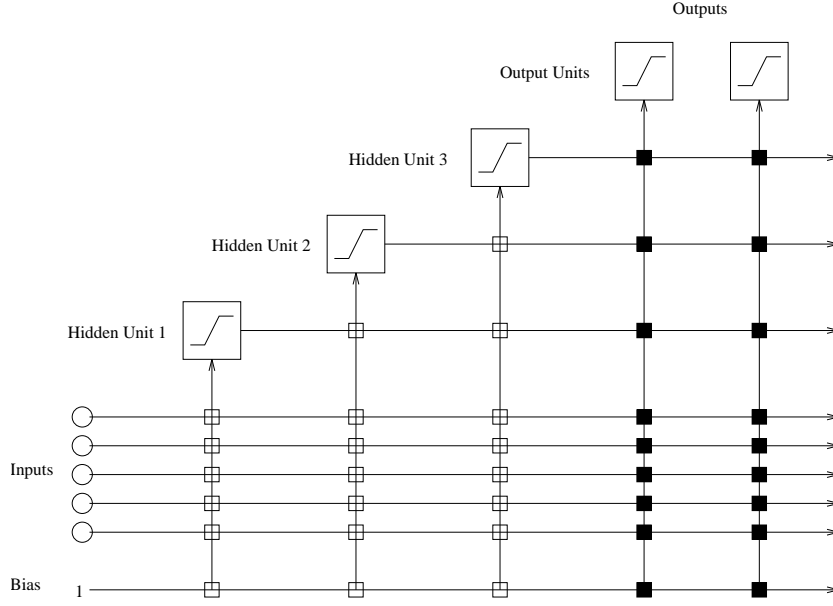 Outputs
Output Units
Hidden Unit 3
Hidden Unit 2
Hidden Unit 1
Inputs
Bias 1